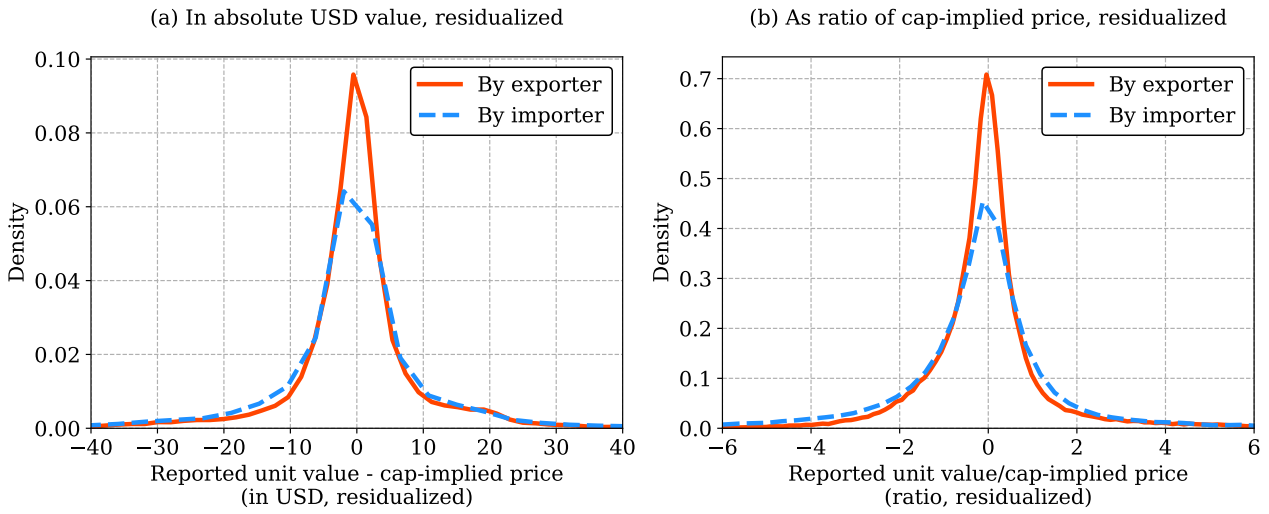 (a) In absolute USD value, residualized
0.10
0.08
0.06
0.04
0.02
0.00
Density
By exporter
By importer
−40 −30 −20 −10 0 10 20 30 40
Reported unit value - cap-implied price
(in USD, residualized)
(b) As ratio of cap-implied price, residualized
0.7
0.6
0.5
0.4
0.3
0.2
0.1
0.0
Density
By exporter
By importer
−6 −4 −2 0 2 4 6
Reported unit value/cap-implied price
(ratio, residualized)